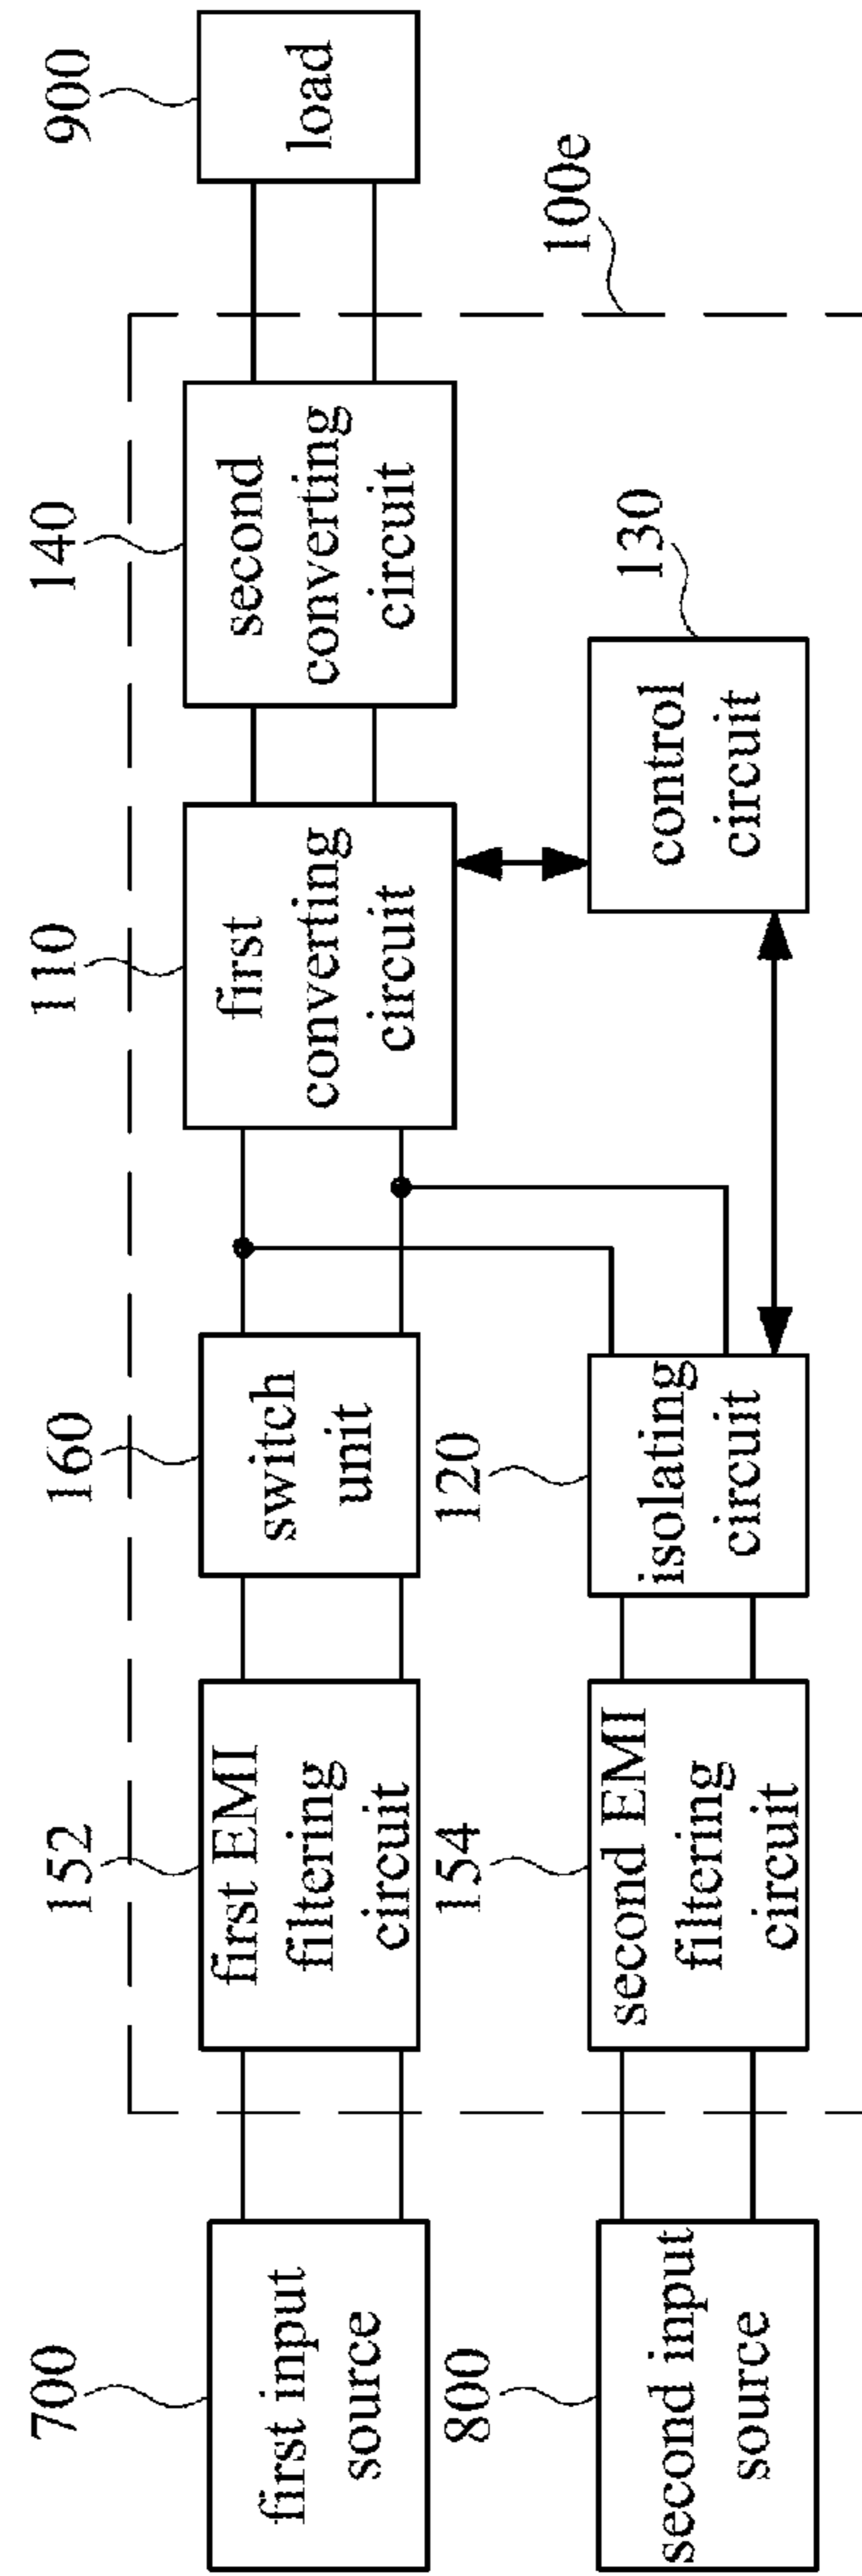 700
first input
source
152
first EMI
filtering
circuit
160
switch
unit
110
first
converting
circuit
140
second
converting
circuit
900
load
100e
800
second input
source
154
second EMI
filtering
circuit
120
isolating
circuit
130
control
circuit